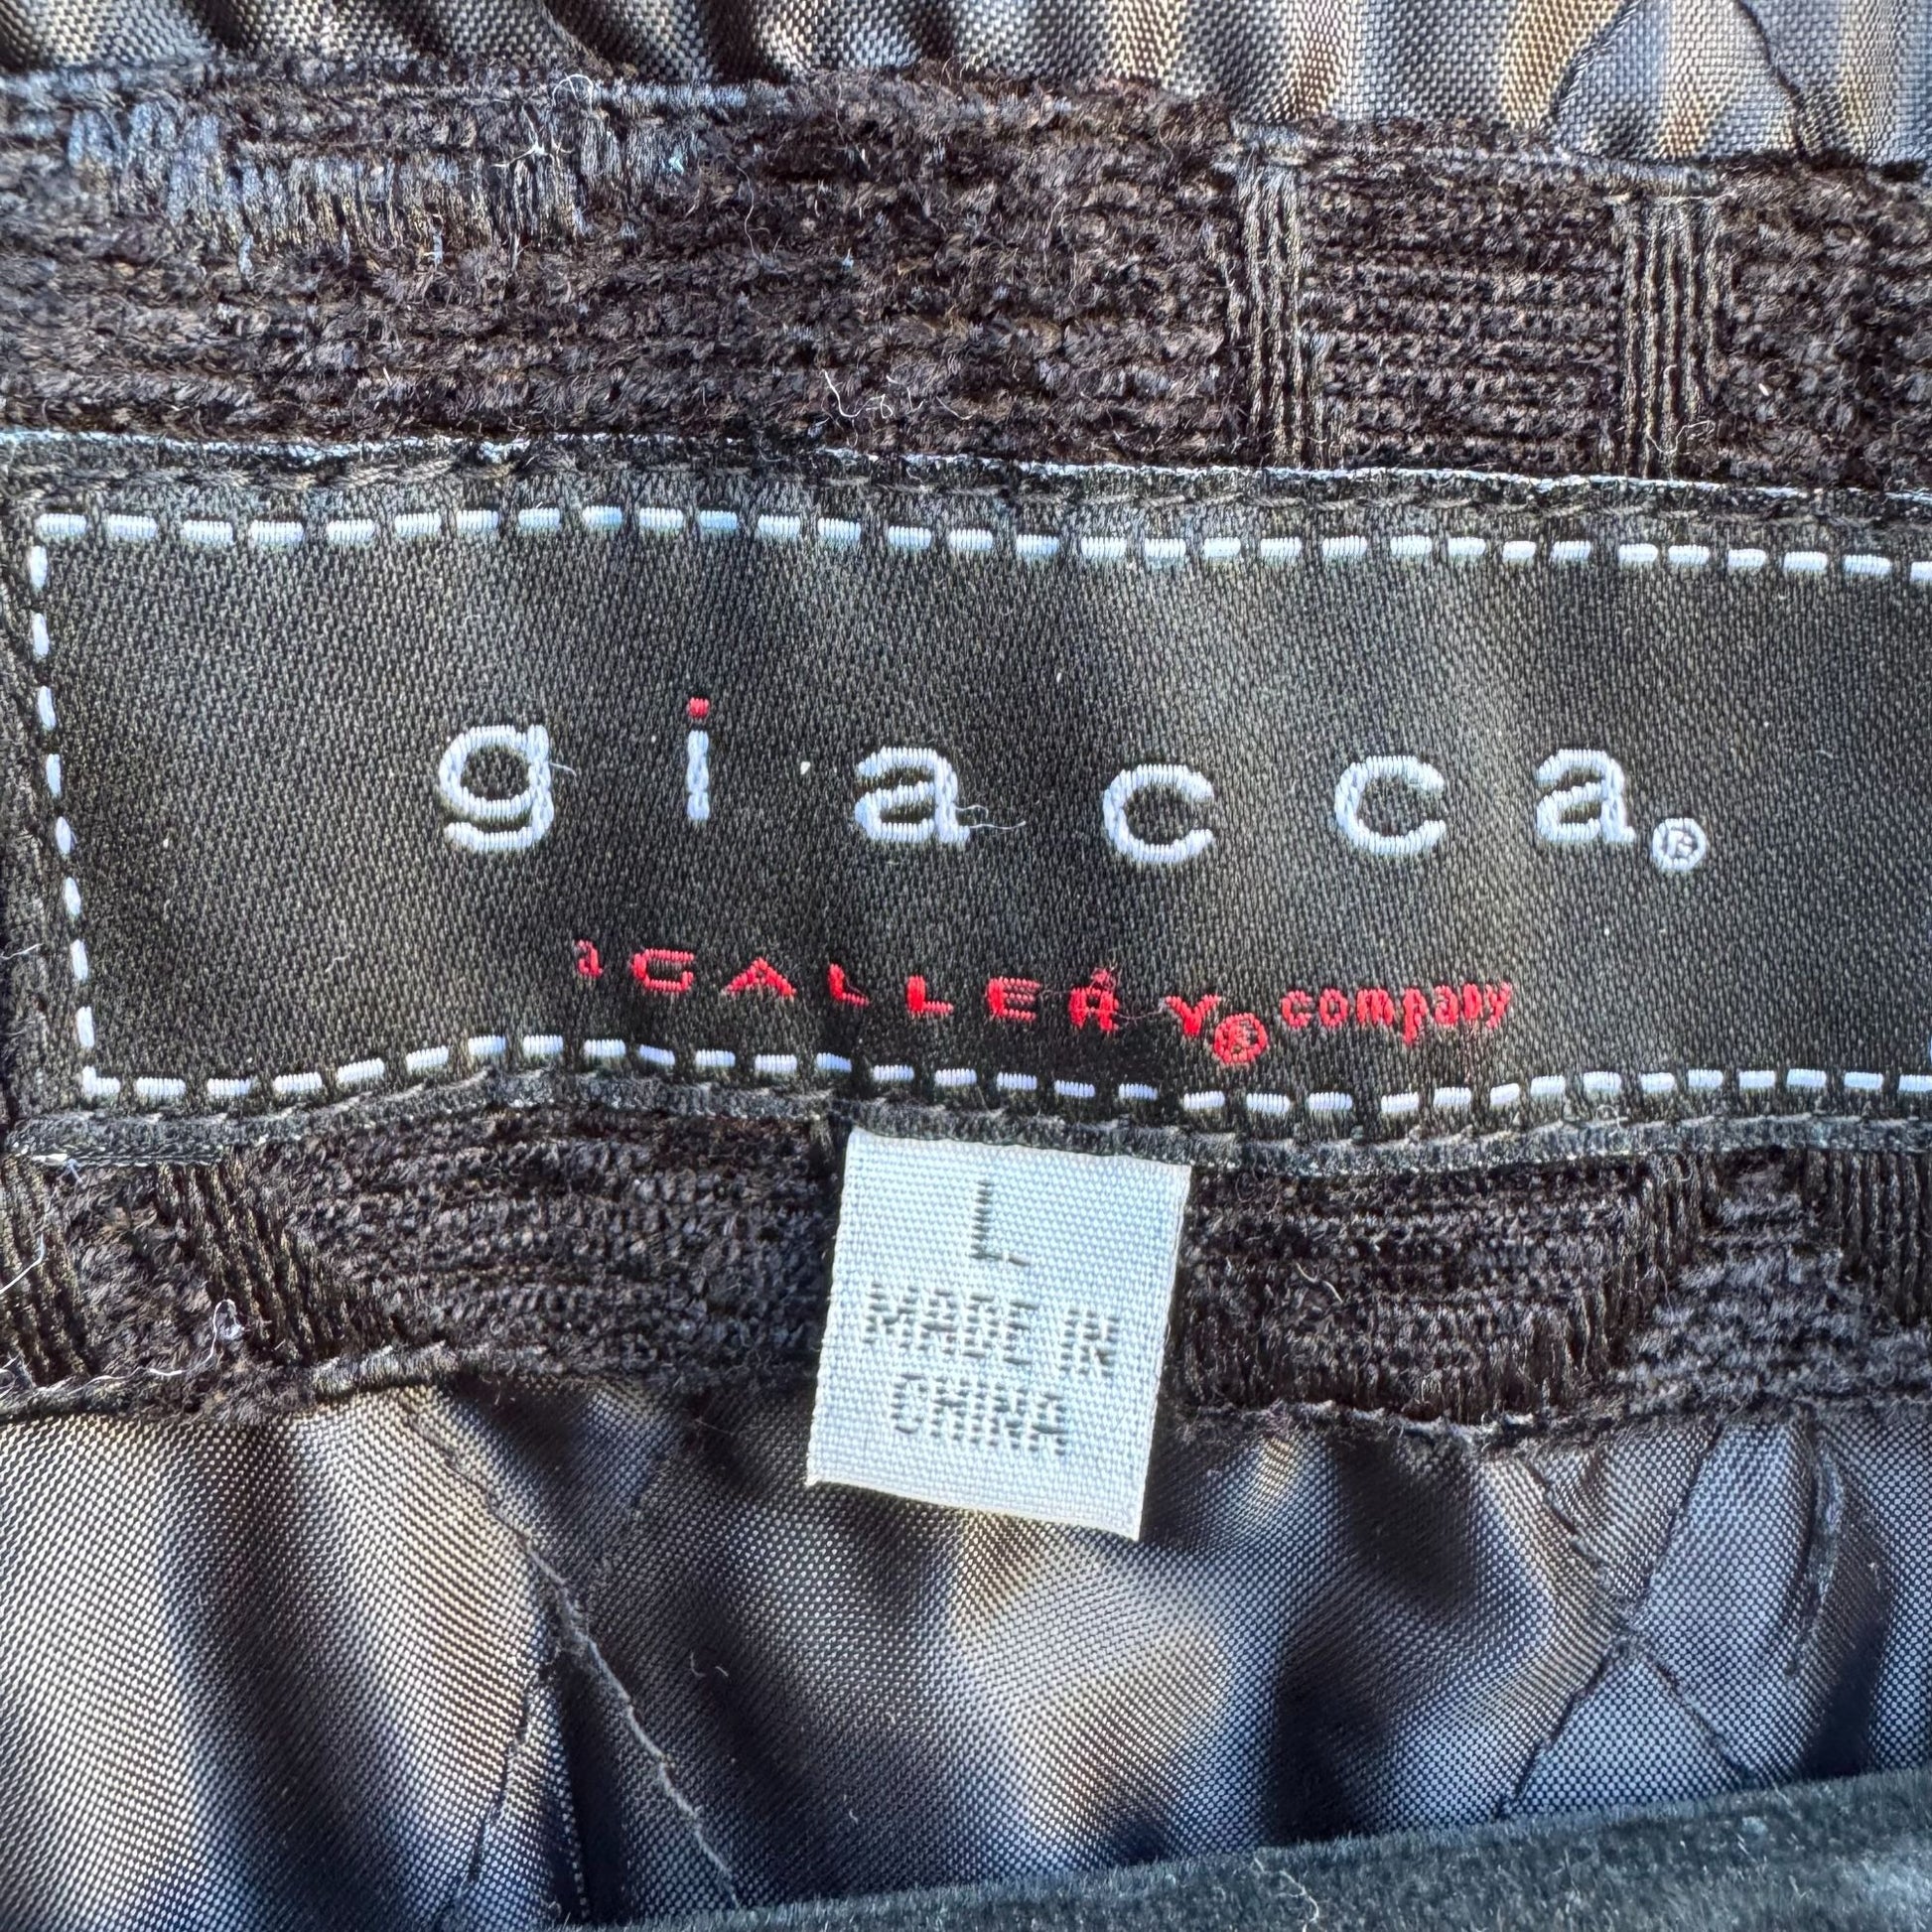 giacca®
a GALLERY® company
L
MADE IN
CHINA